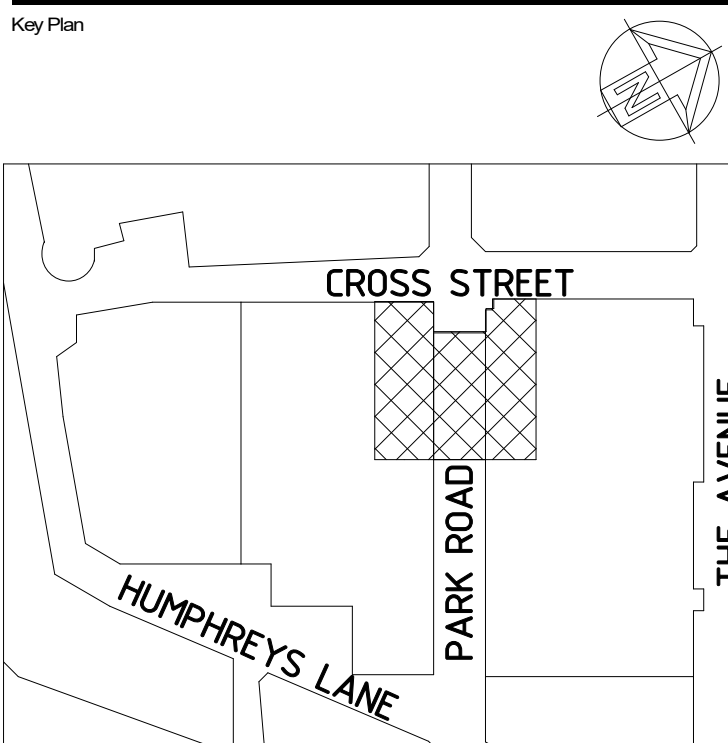 Key Plan
N
CROSS STREET
THE AVENUE
PARK ROAD
HUMPHREYS LANE